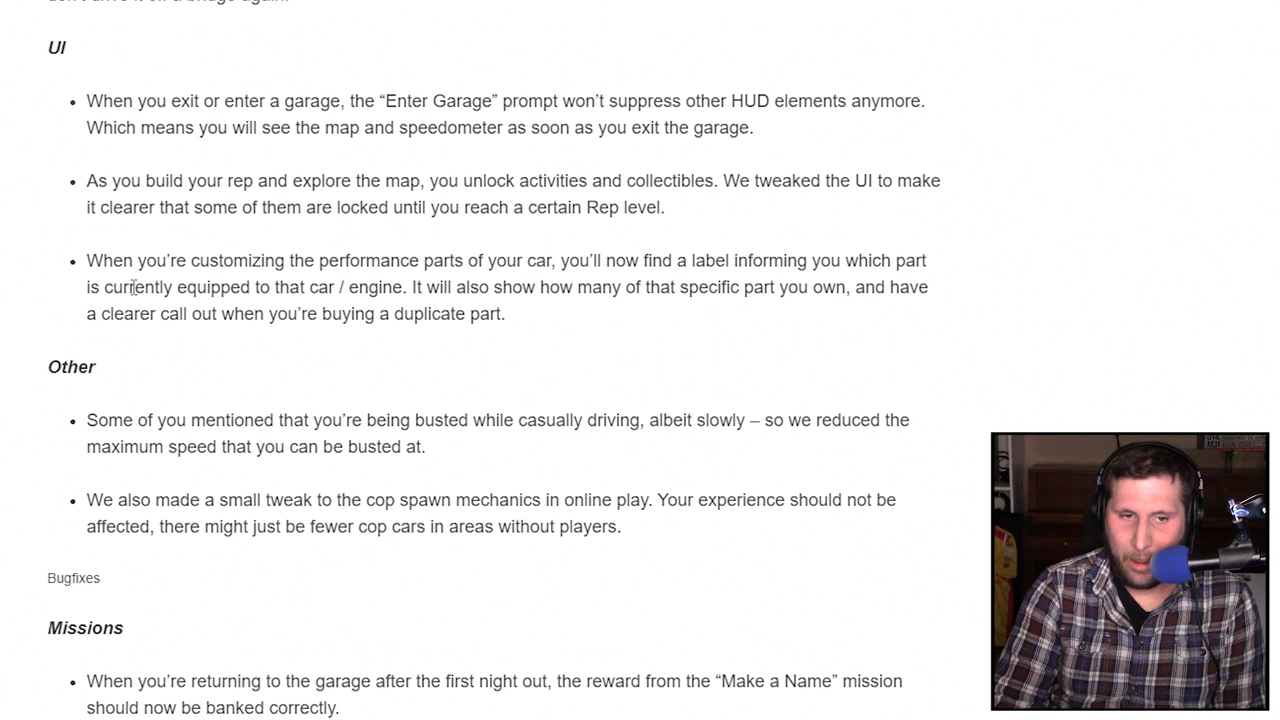 UI
When you exit or enter a garage, the “Enter Garage” prompt won’t suppress other HUD elements anymore.
Which means you will see the map and speedometer as soon as you exit the garage.
As you build your rep and explore the map, you unlock activities and collectibles. We tweaked the UI to make
it clearer that some of them are locked until you reach a certain Rep level.
When you’re customizing the performance parts of your car, you’ll now find a label informing you which part
is currently equipped to that car / engine. It will also show how many of that specific part you own, and have
a clearer call out when you’re buying a duplicate part.
Other
Some of you mentioned that you’re being busted while casually driving, albeit slowly – so we reduced the
maximum speed that you can be busted at.
We also made a small tweak to the cop spawn mechanics in online play. Your experience should not be
affected, there might just be fewer cop cars in areas without players.
Bugfixes
Missions
When you’re returning to the garage after the first night out, the reward from the “Make a Name” mission
should now be banked correctly.